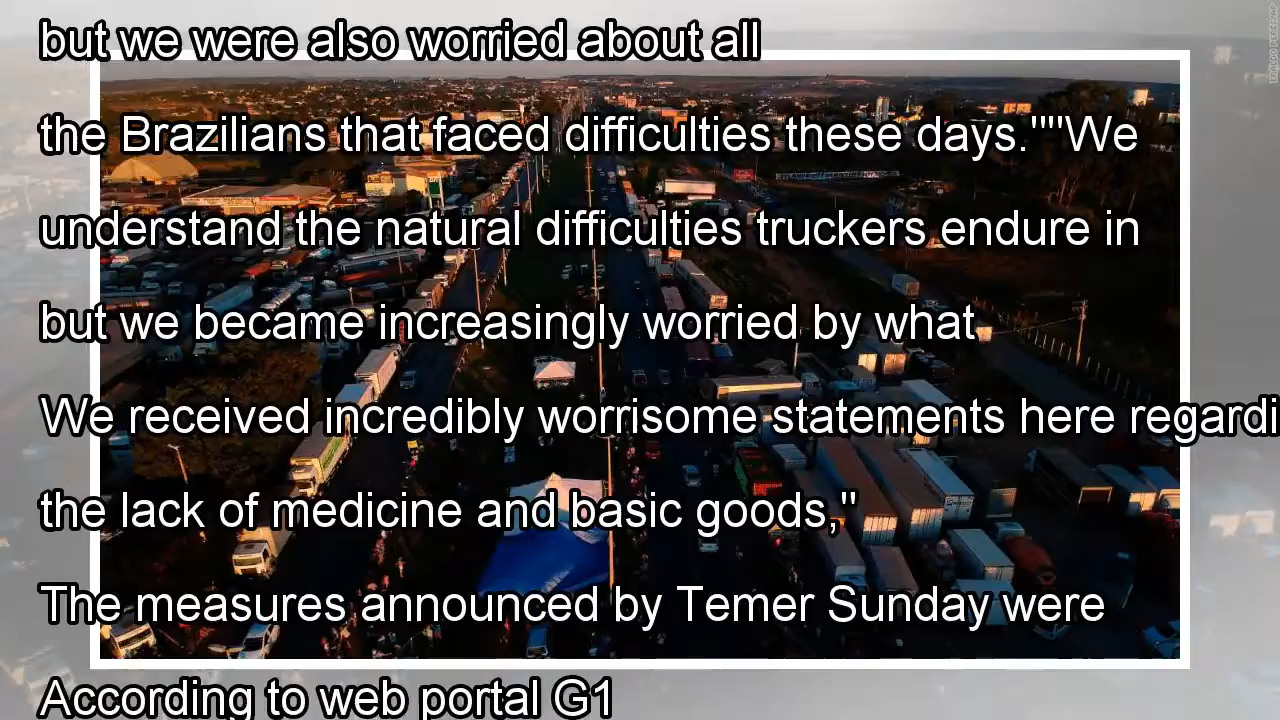 but we were also worried about all
the Brazilians that faced difficulties these days.""We
understand the natural difficulties truckers endure in
but we became increasingly worried by what
We received incredibly worrisome statements here regardi
the lack of medicine and basic goods,"
The measures announced by Temer Sunday were
According to web portal G1